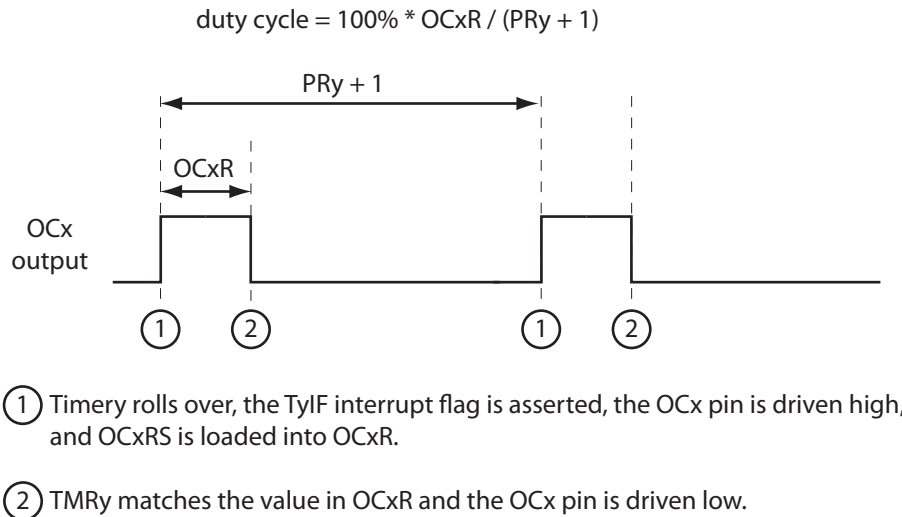 duty cycle = 100% * OCxR / (PRy + 1)
PRy + 1
OCxR
OCx
output
1 2 1 2
1 Timery rolls over, the TyIF interrupt flag is asserted, the OCx pin is driven high,
and OCxRS is loaded into OCxR.
2 TMRy matches the value in OCxR and the OCx pin is driven low.